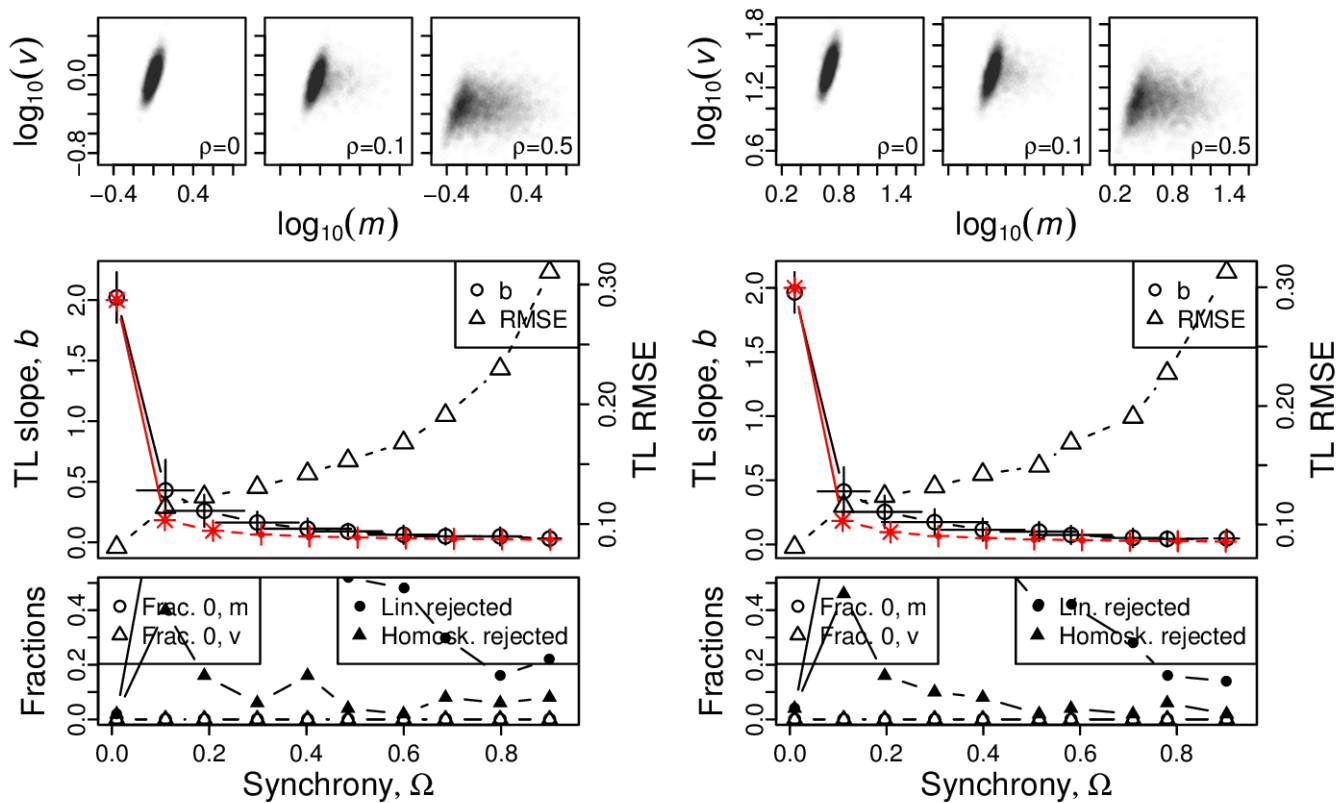 log10(v)
0.0
−0.8
ρ=0
ρ=0.1
ρ=0.5
−0.4
0.4
−0.4
0.4
log10(m)
log10(v)
1.8
1.2
0.6
ρ=0
ρ=0.1
ρ=0.5
0.2
0.8
1.4
0.2
0.8
1.4
log10(m)
TL slope, b
2.0
1.5
1.0
0.5
0.0
b
RMSE
0.30
0.20
0.10
TL RMSE
TL slope, b
2.0
1.5
1.0
0.5
0.0
b
RMSE
0.30
0.20
0.10
TL RMSE
Fractions
0.4
0.2
0.0
Frac. 0, m
Frac. 0, v
Lin. rejected
Homosk. rejected
0.0
0.2
0.4
0.6
0.8
Synchrony, Ω
Fractions
0.4
0.2
0.0
Frac. 0, m
Frac. 0, v
Lin. rejected
Homosk. rejected
0.0
0.2
0.4
0.6
0.8
Synchrony, Ω